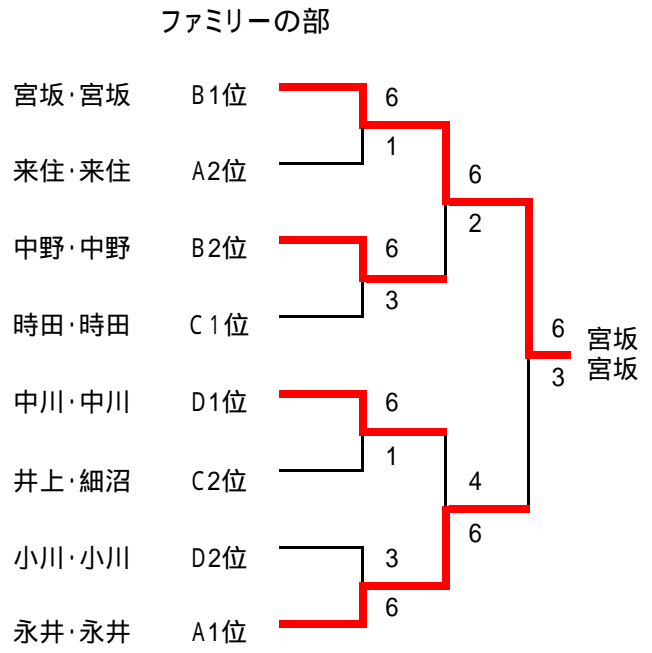 ファミリーの部
宮坂・宮坂 B1位
6
1
来住・来住 A2位
6
2
中野・中野 B2位
6
3
時田・時田 C1位
6 宮坂
3 宮坂
中川・中川 D1位
6
1
井上・細沼 C2位
4
6
小川・小川 D2位
3
6
永井・永井 A1位